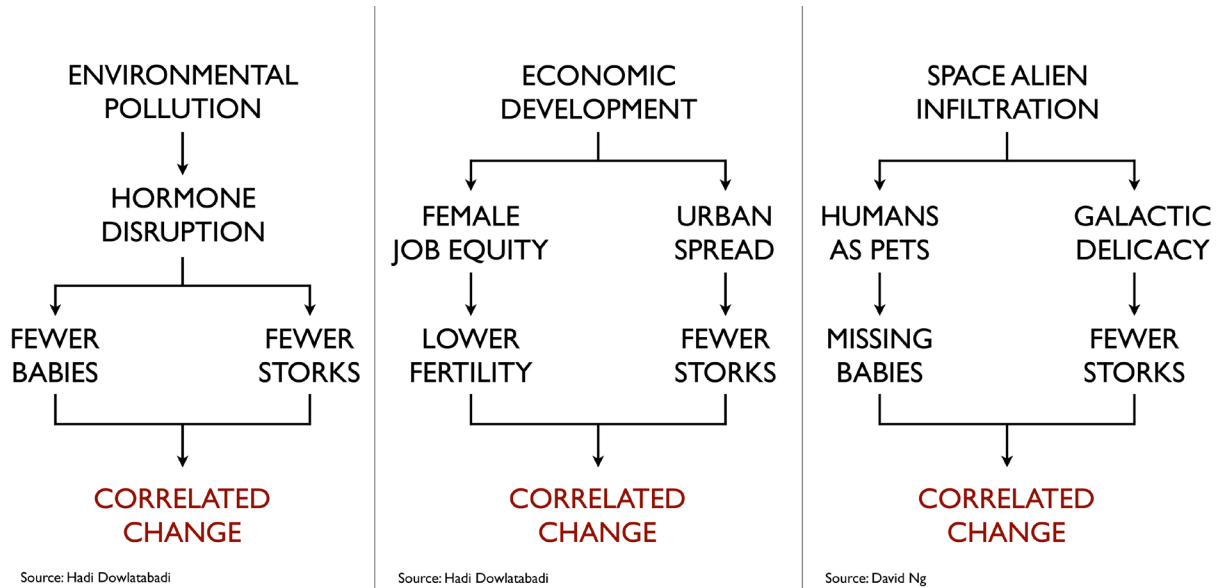 ENVIRONMENTAL
POLLUTION
HORMONE
DISRUPTION
FEWER
BABIES
FEWER
STORKS
CORRELATED
CHANGE
Source: Hadi Dowlatabadi
ECONOMIC
DEVELOPMENT
FEMALE
JOB EQUITY
URBAN
SPREAD
LOWER
FERTILITY
FEWER
STORKS
CORRELATED
CHANGE
Source: Hadi Dowlatabadi
SPACE ALIEN
INFILTRATION
HUMANS
AS PETS
GALACTIC
DELICACY
MISSING
BABIES
FEWER
STORKS
CORRELATED
CHANGE
Source: David Ng